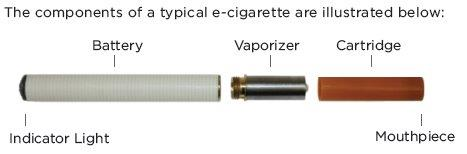 The components of a typical e-cigarette are illustrated below:
Battery Vaporizer Cartridge
Indicator Light Mouthpiece